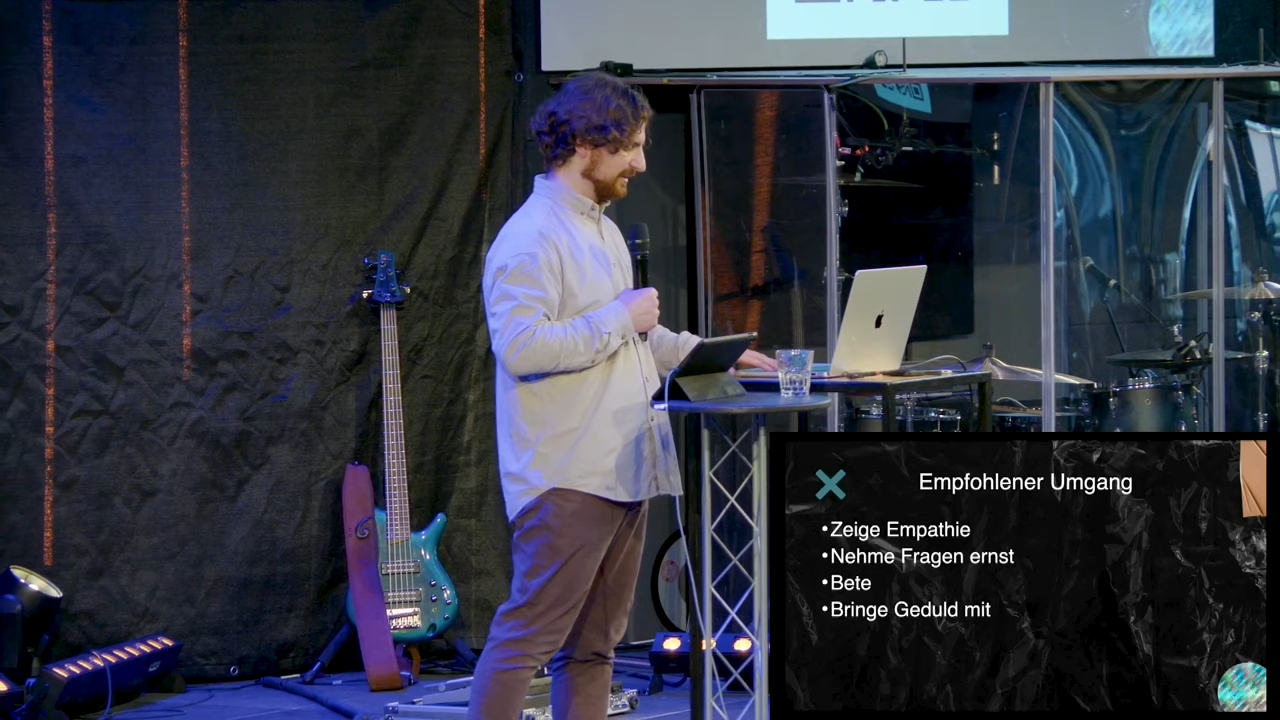 Empfohlener Umgang
•Zeige Empathie
•Nehme Fragen ernst
•Bete
•Bringe Geduld mit